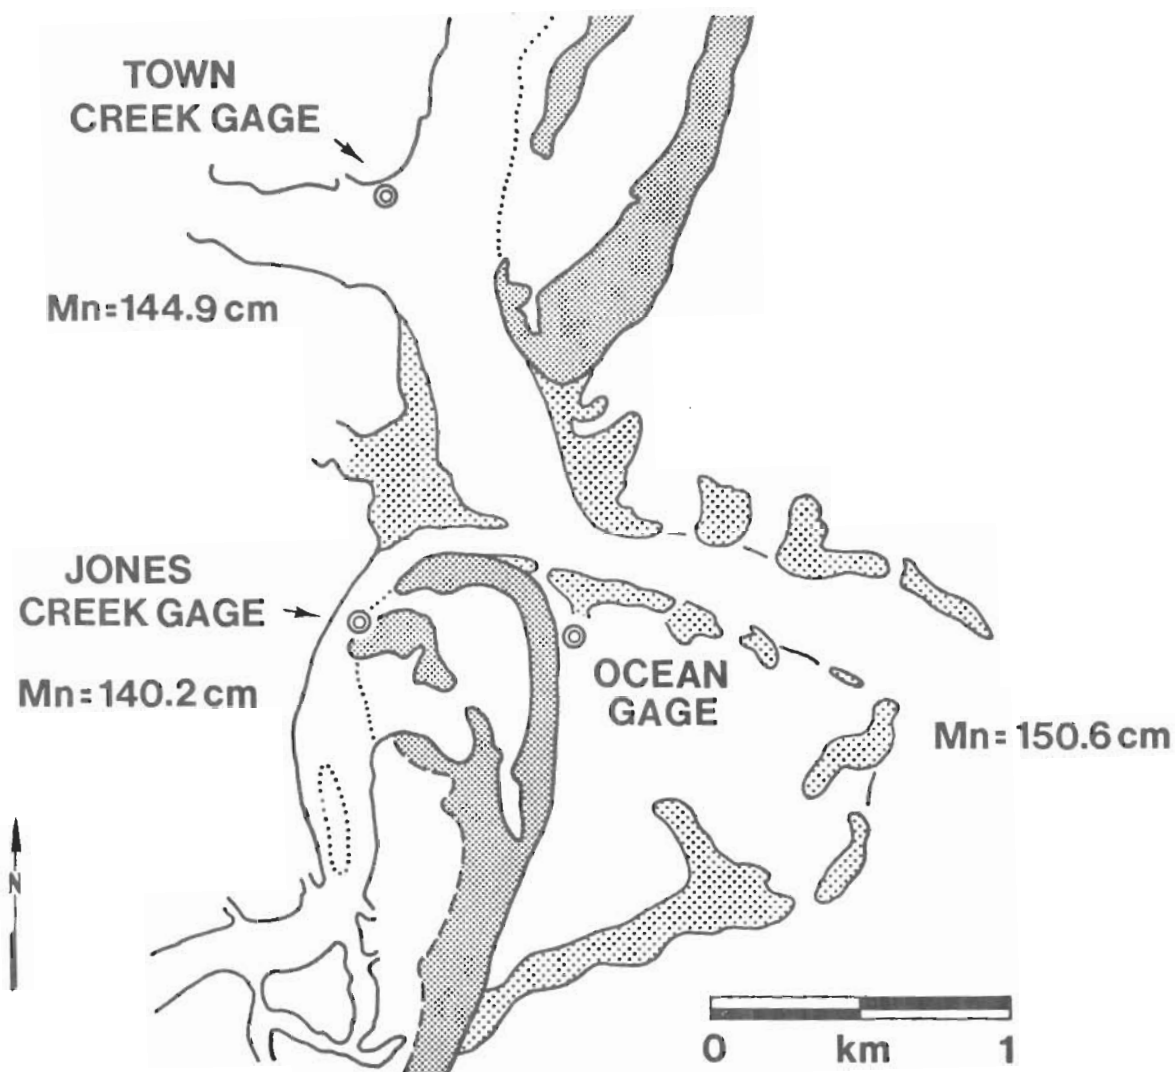 TOWN
CREEK GAGE
Mn=144.9 cm
JONES
CREEK GAGE
Mn=140.2 cm
OCEAN
GAGE
Mn=150.6 cm
N
0 km 1